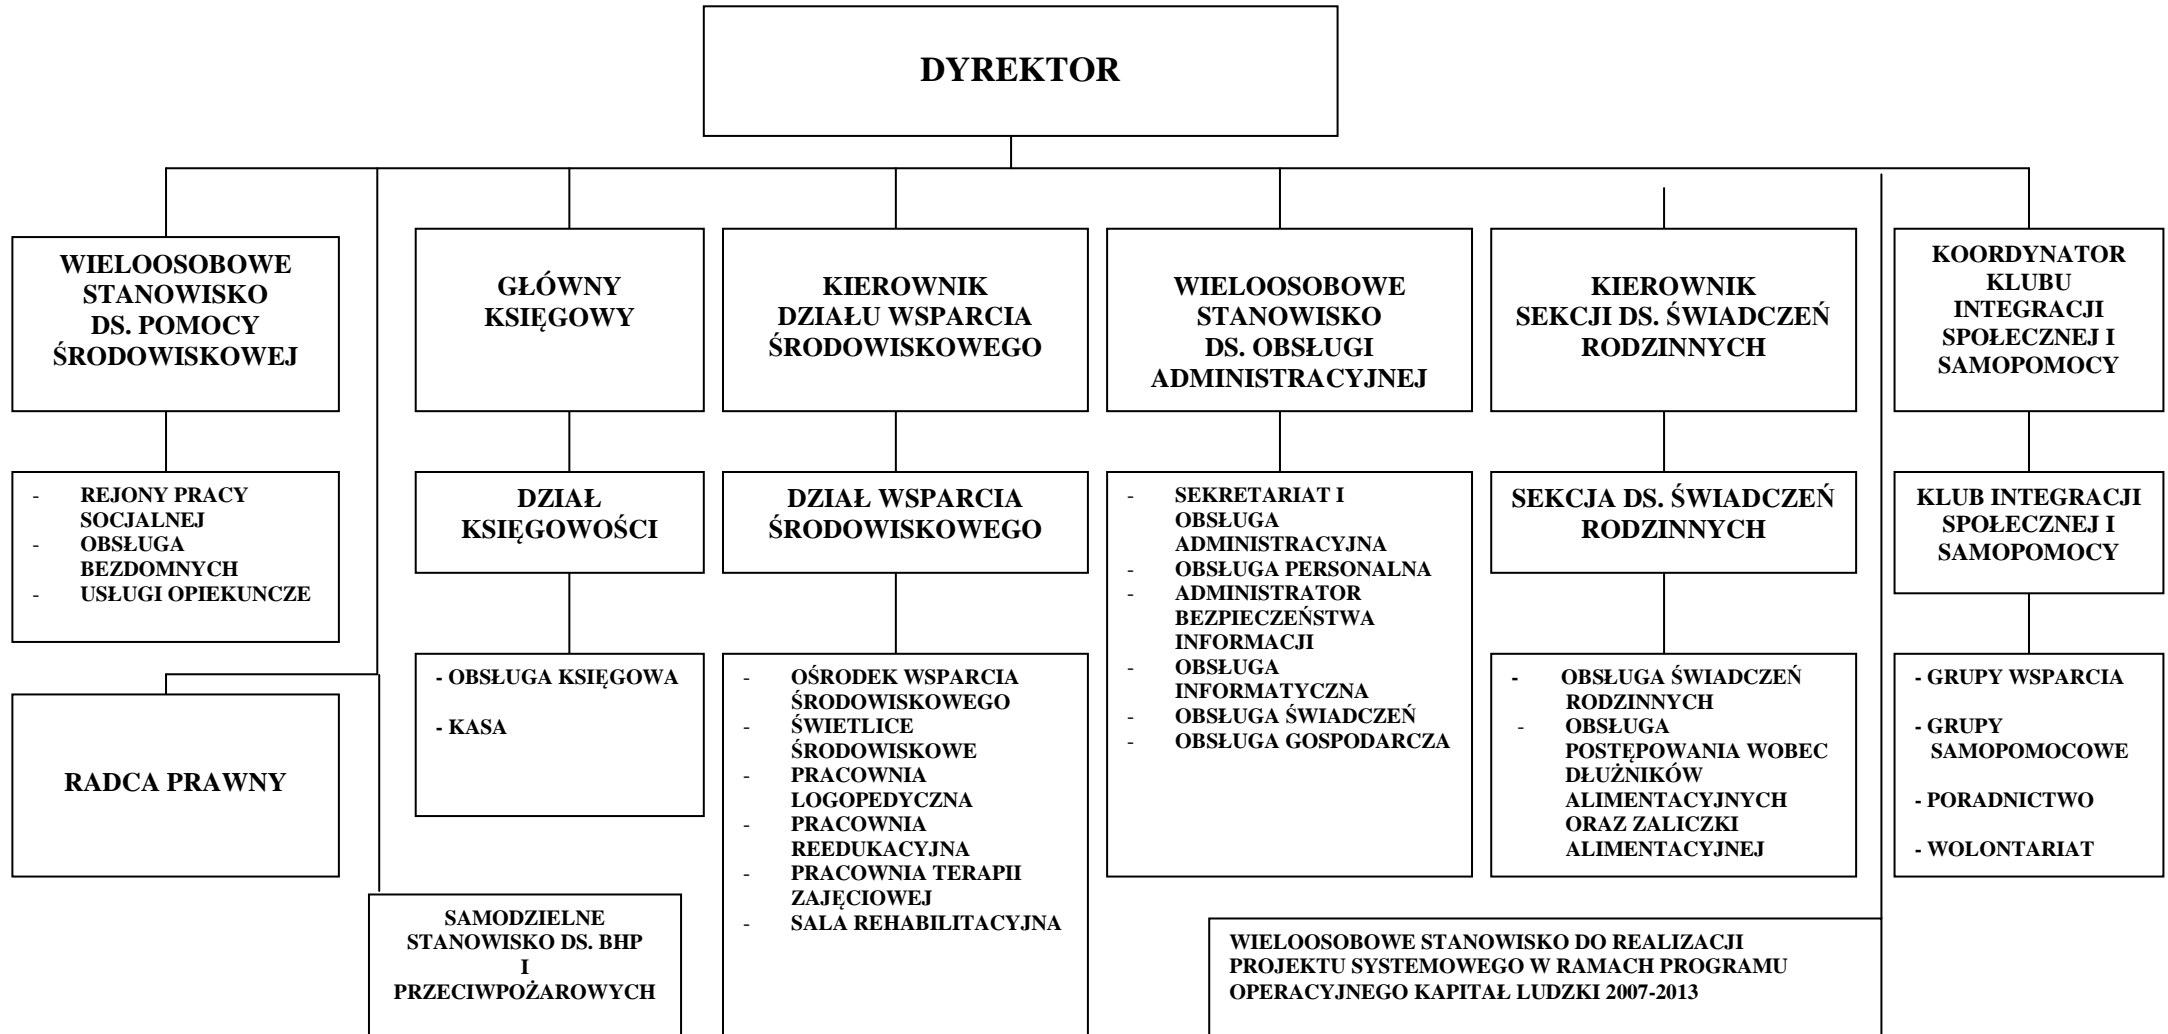 DYREKTOR
WIELOOSOBOWE
STANOWISKO
DS. POMOCY
ŚRODOWISKOWEJ
GŁÓWNY
KSIĘGOWY
KIEROWNIK
DZIAŁU WSPARCIA
ŚRODOWISKOWEGO
WIELOOSOBOWE
STANOWISKO
DS. OBSŁUGI
ADMINISTRACYJNEJ
KIEROWNIK
SEKCJI DS. ŚWIADCZEŃ
RODZINNYCH
KOORDYNATOR
KLUBU
INTEGRACJI
SPOŁECZNEJ I
SAMOPOMOCY
- REJONY PRACY
SOCJALNEJ
- OBSŁUGA
BEZDOMNYCH
- USŁUGI OPIEKUNCZE
DZIAŁ
KSIĘGOWOŚCI
DZIAŁ WSPARCIA
ŚRODOWISKOWEGO
- SEKRETARIAT I
OBSŁUGA
ADMINISTRACYJNA
- OBSŁUGA PERSONALNA
- ADMINISTRATOR
BEZPIECZEŃSTWA
INFORMACJI
- OBSŁUGA
INFORMATYCZNA
- OBSŁUGA ŚWIADCZEŃ
- OBSŁUGA GOSPODARCZA
SEKCJA DS. ŚWIADCZEŃ
RODZINNYCH
KLUB INTEGRACJI
SPOŁECZNEJ I
SAMOPOMOCY
RADCA PRAWNY
- OBSŁUGA KSIĘGOWA
- KASA
- OŚRODEK WSPARCIA
ŚRODOWISKOWEGO
- ŚWIETLICE
ŚRODOWISKOWE
- PRACOWNIA
LOGOPEDYCZNA
- PRACOWNIA
REEDUKACYJNA
- PRACOWNIA TERAPII
ZAJĘCIOWEJ
- SALA REHABILITACYJNA
- OBSŁUGA ŚWIADCZEŃ
RODZINNYCH
- OBSŁUGA
POSTĘPOWANIA WOBEC
DŁUŻNIKÓW
ALIMENTACYJNYCH
ORAZ ZALICZKI
ALIMENTACYJNEJ
- GRUPY WSPARCIA
- GRUPY
SAMOPOMOCOWE
- PORADNICTWO
- WOLONTARIAT
SAMODZIELNE
STANOWISKO DS. BHP
I
PRZECIWPOŻAROWYCH
WIELOOSOBOWE STANOWISKO DO REALIZACJI
PROJEKTU SYSTEMOWEGO W RAMACH PROGRAMU
OPERACYJNEGO KAPITAŁ LUDZKI 2007-2013